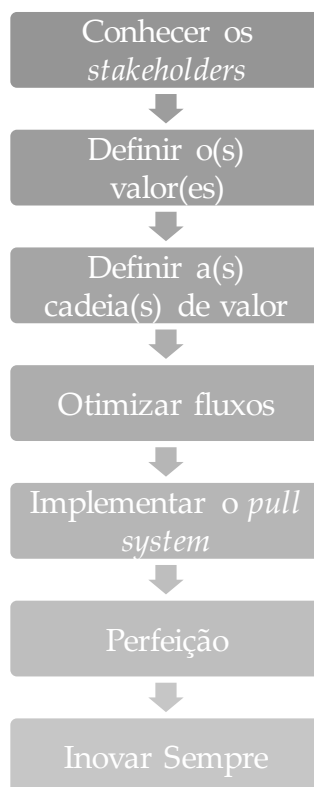 Conhecer os
stakeholders
Definir o(s)
valor(es)
Definir a(s)
cadeia(s) de valor
Otimizar fluxos
Implementar o pull
system
Perfeição
Inovar Sempre